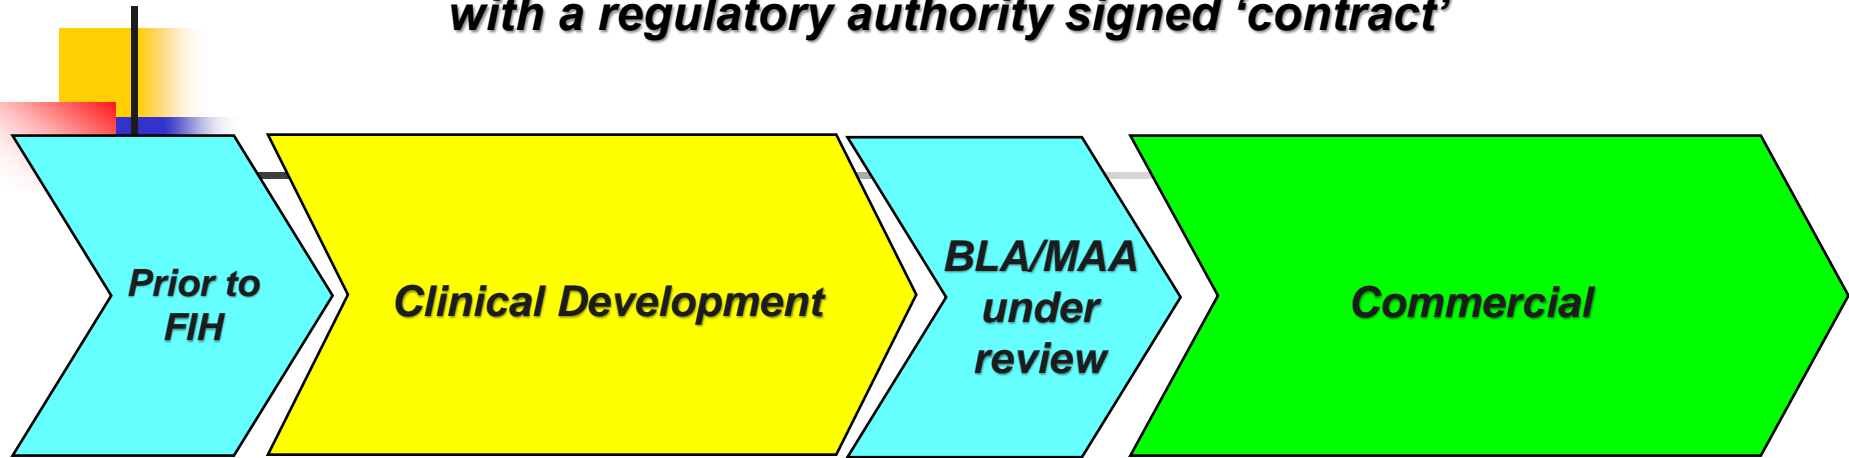 with a regulatory authority signed ‘contract’
Prior to
FIH
Clinical Development
BLA/MAA
under
review
Commercial